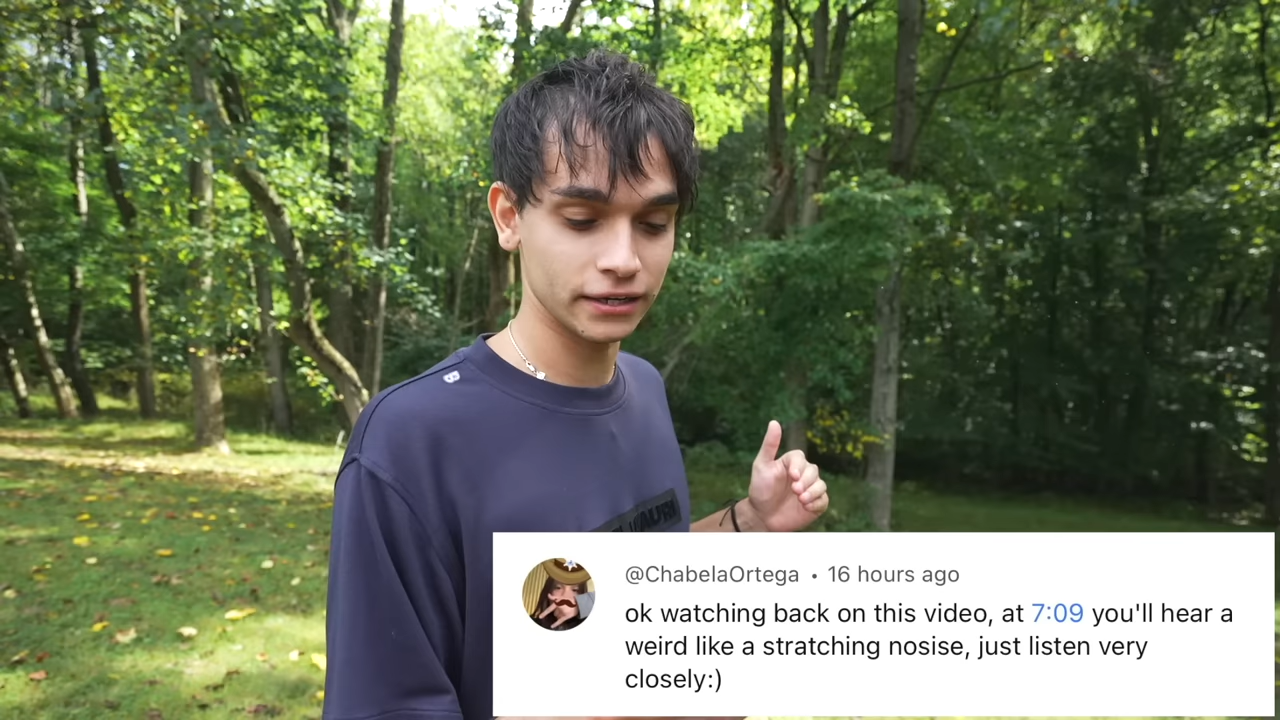 B
@ChabelaOrtega • 16 hours ago
ok watching back on this video, at 7:09 you'll hear a
weird like a stratching nosise, just listen very
closely:)